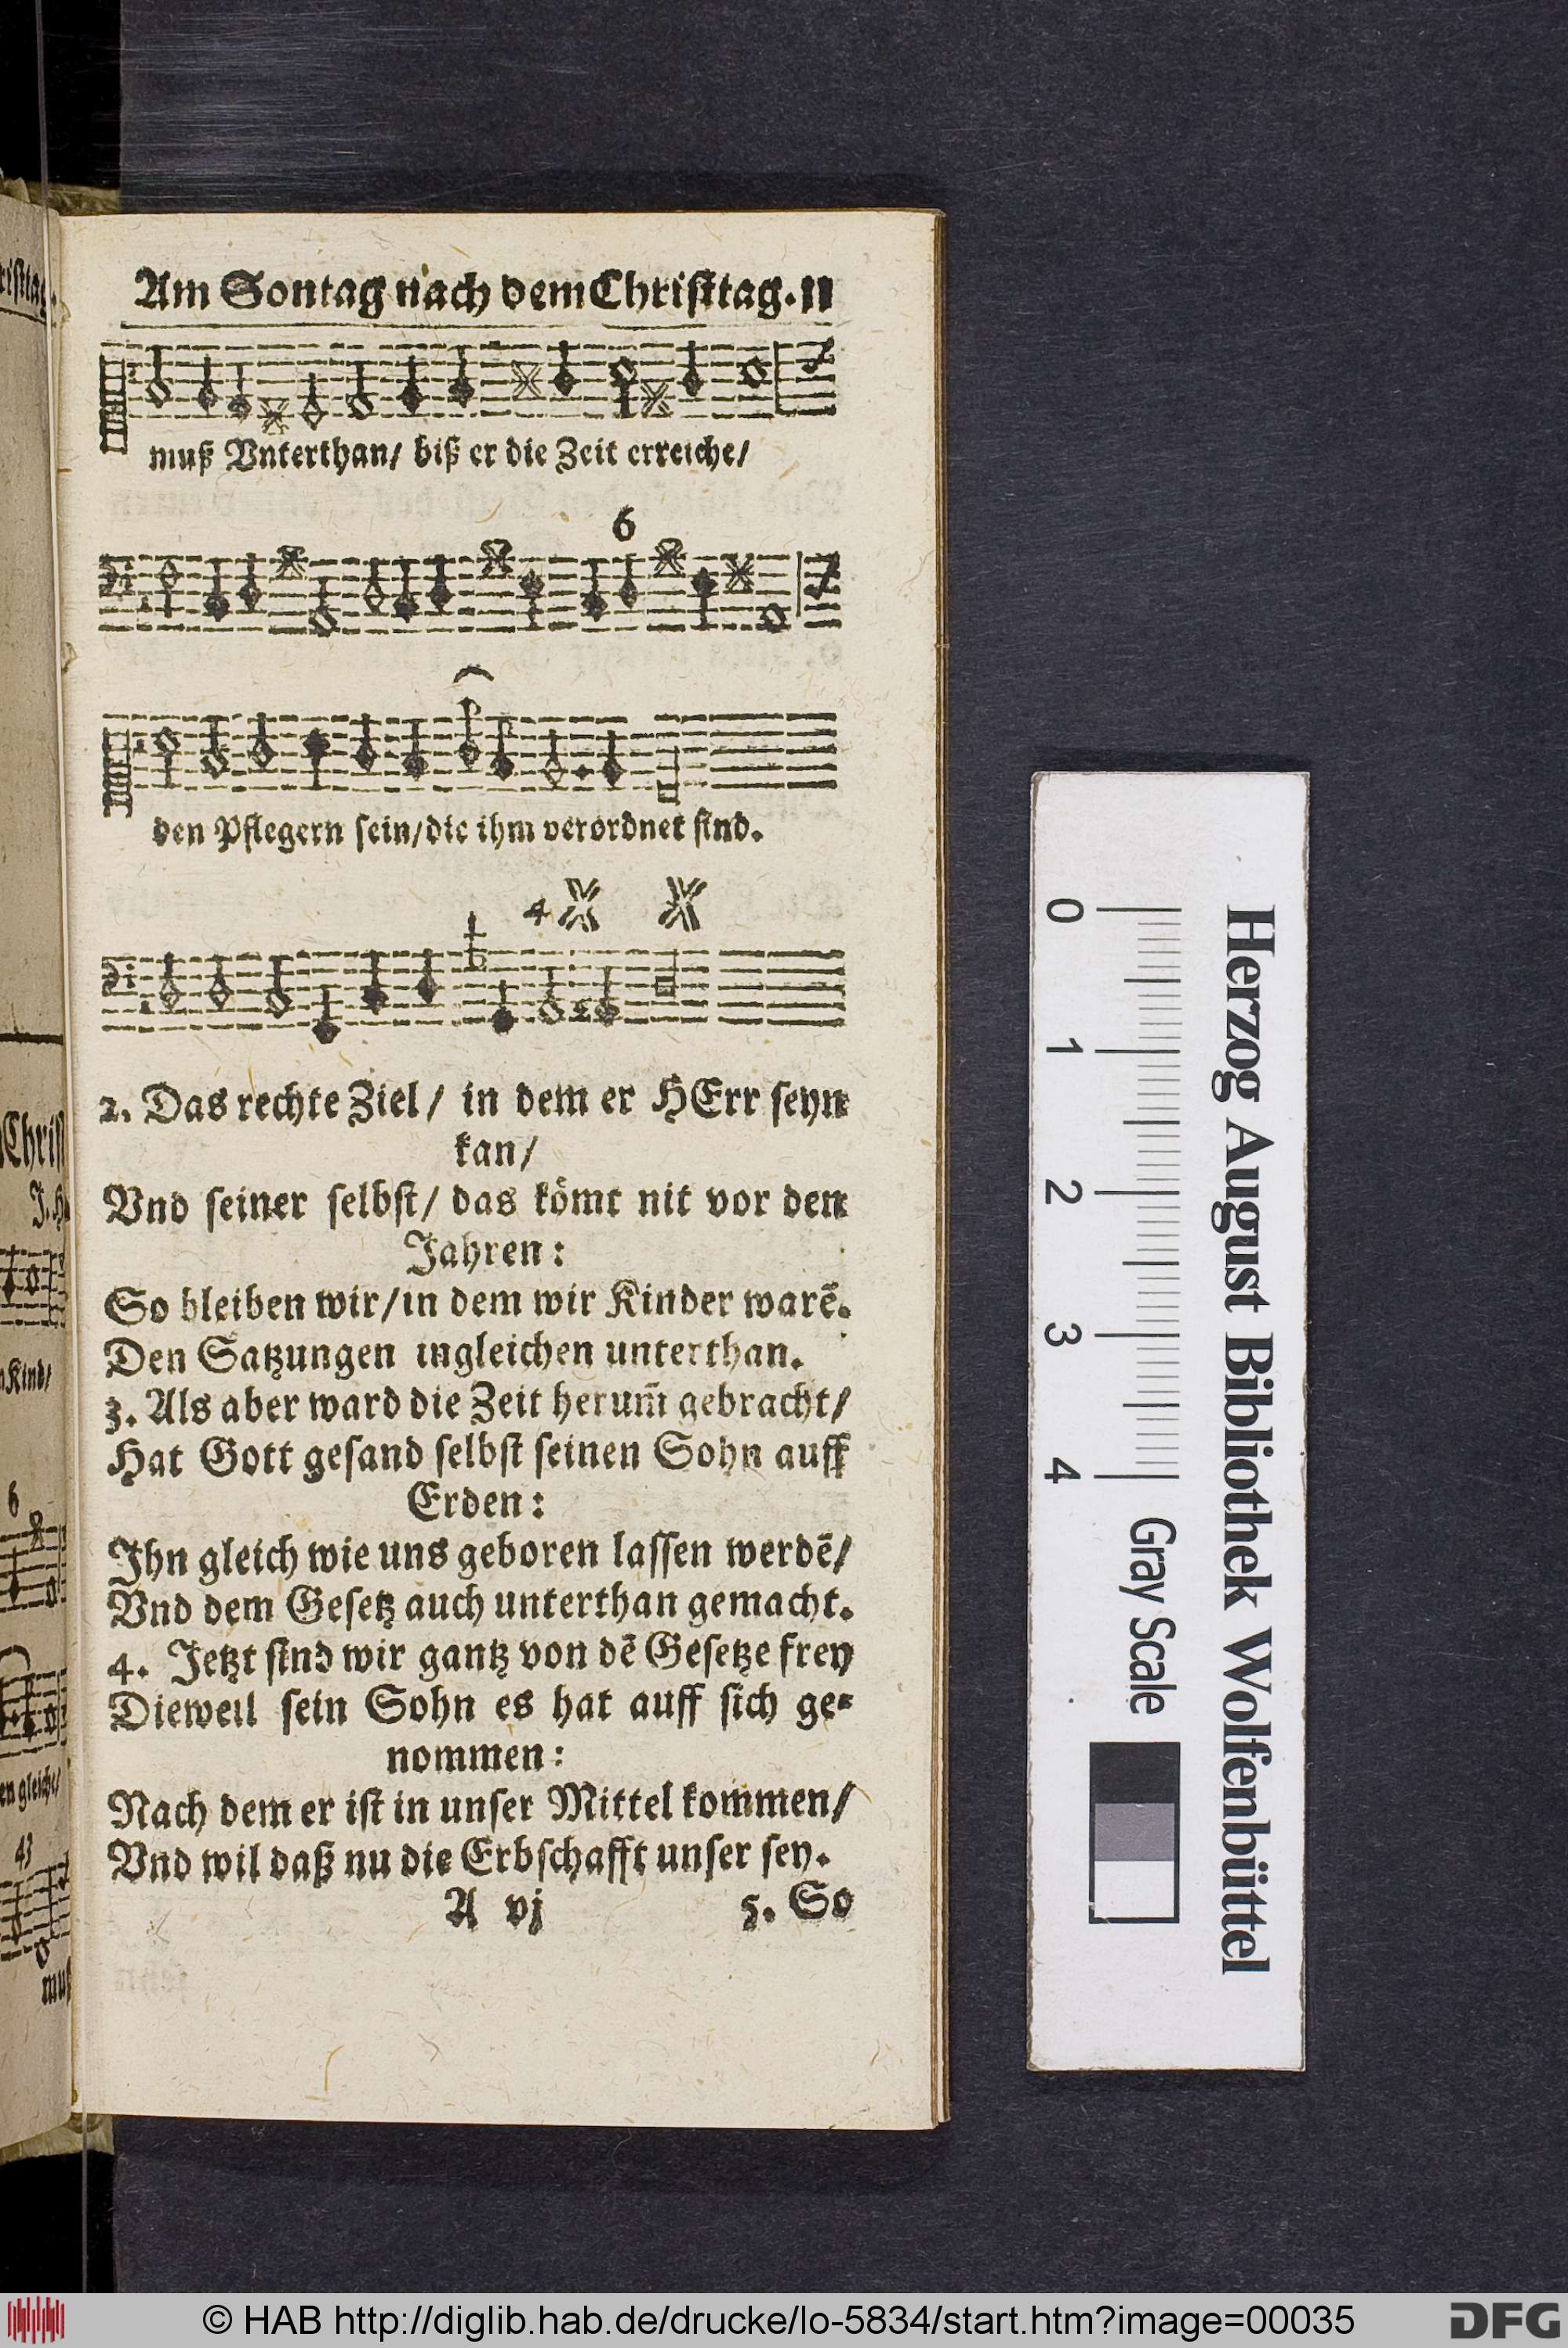 Am Sontag nach dem Christtag. 11
muß Vnterthan/ biß er die Zeit erreiche/
6
den Pflegern sein/die ihm verordnet sind.
4
2. Das rechte Ziel/ in dem er HErr seyn
kan/
Vnd seiner selbst/ das kömt nit vor den
Jahren:
So bleiben wir/in dem wir Kinder warē.
Den Satzungen ingleichen unterthan.
3. Als aber ward die Zeit herum̄ gebracht/
Hat Gott gesand selbst seinen Sohn auff
Erden:
Ihn gleich wie uns geboren lassen werdē/
Vnd dem Gesetz auch unterthan gemacht.
4. Jetzt sind wir gantz von dē Gesetze frey
Dieweil sein Sohn es hat auff sich ge-
nommen:
Nach dem er ist in unser Mittel kommen/
Vnd wil daß nu die Erbschafft unser sey.
A vj 5. So
Herzog August Bibliothek Wolfenbüttel
0 1 2 3 4 Gray Scale
© HAB http://diglib.hab.de/drucke/lo-5834/start.htm?image=00035
DFG